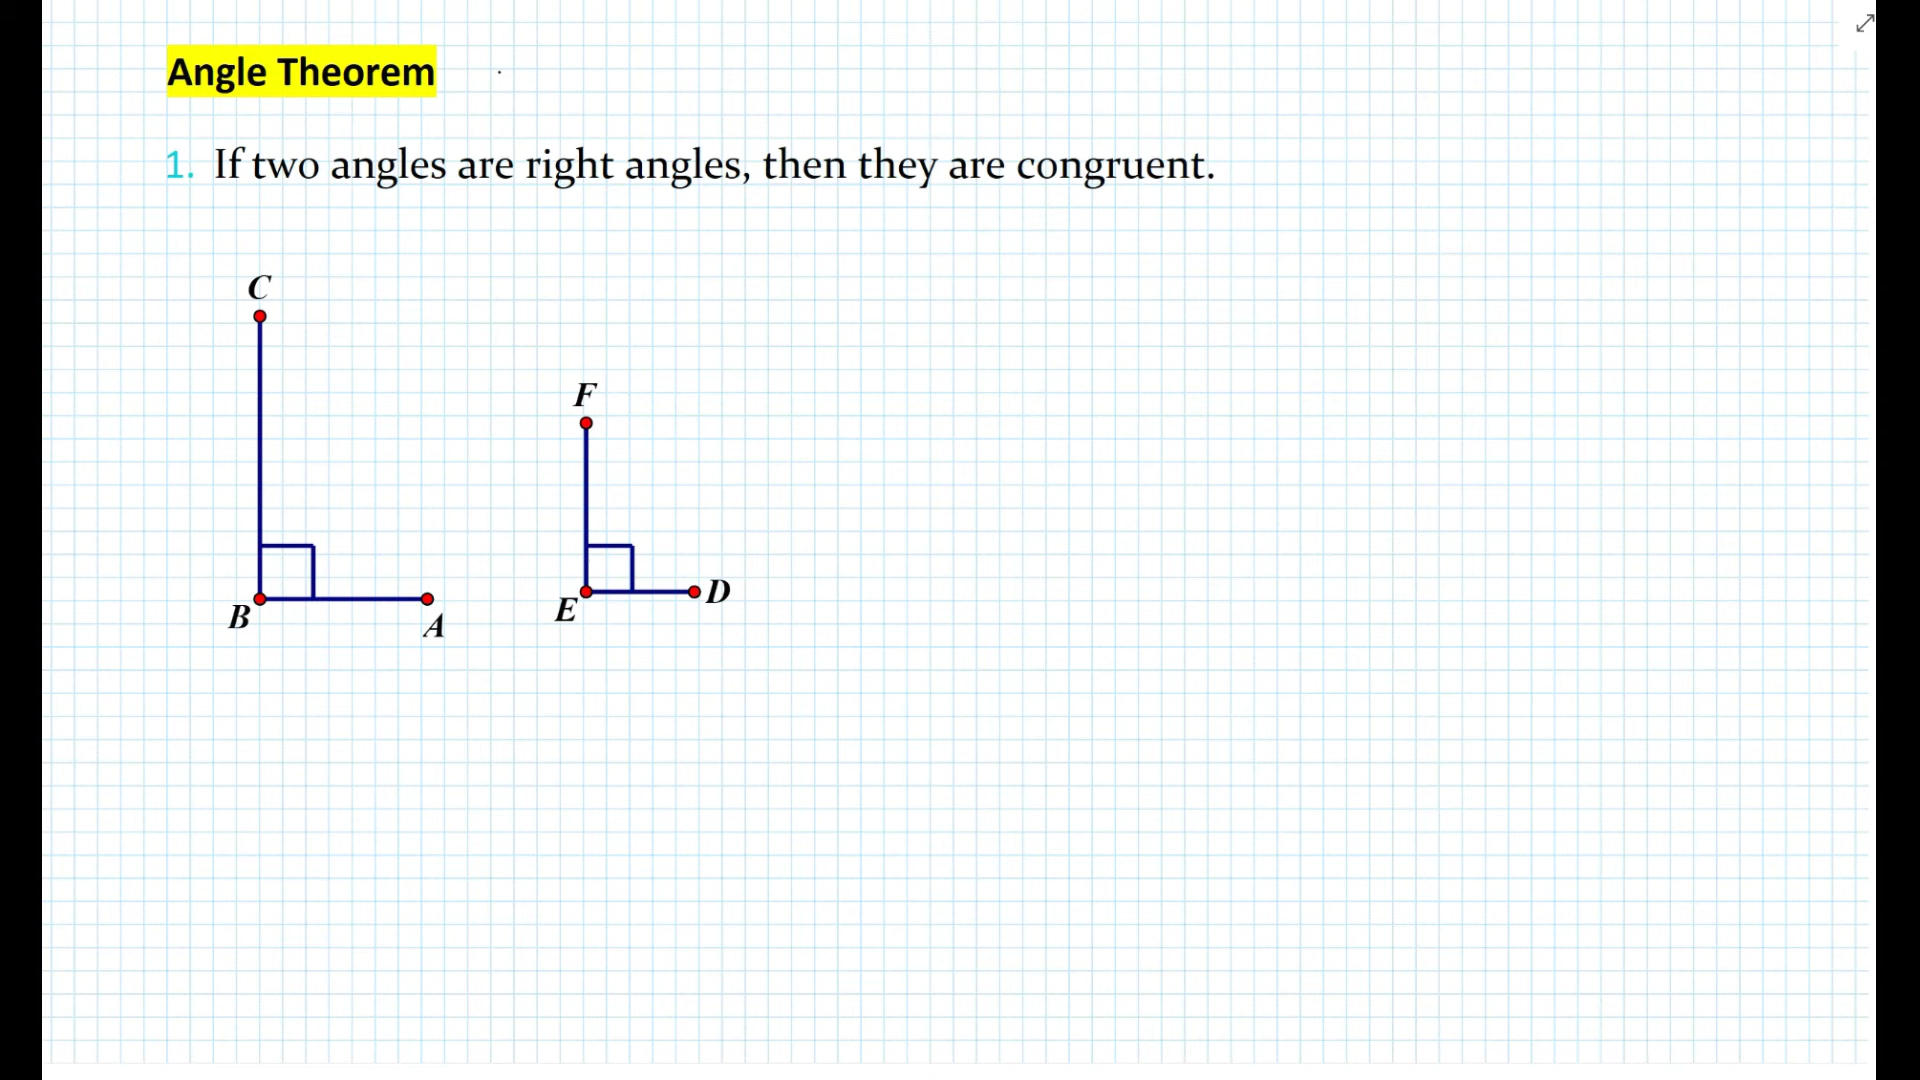 Angle Theorem
1. If two angles are right angles, then they are congruent.
C
F
B
A
E
D